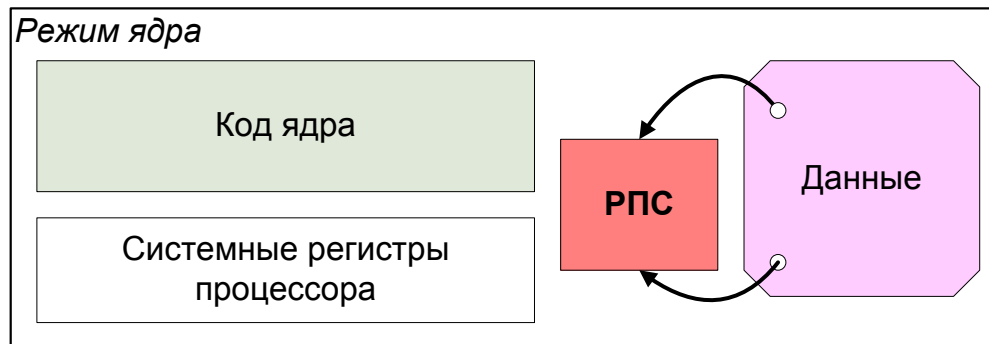 Режим ядра
Код ядра
Системные регистры
процессора
РПС
Данные